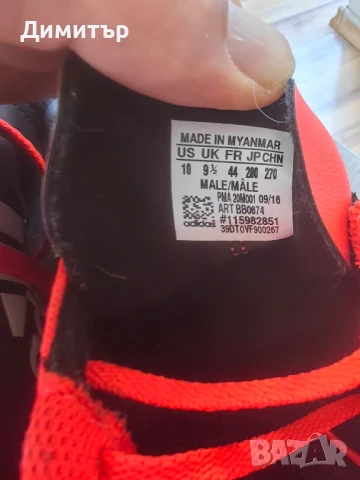 Димитър
MADE IN MYANMAR
US UK FR JP CHN
10 9½ 44 280 270
MALE/MÂLE
PMA 20M001 09/16
ART BB0674
#115982851
39DT0VF900267
adidas
BAZAR